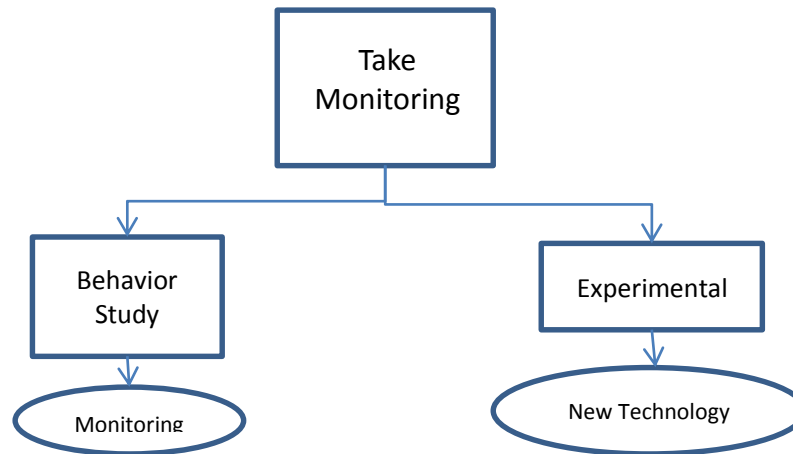 Take
Monitoring
Behavior
Study
Experimental
Monitoring
New Technology